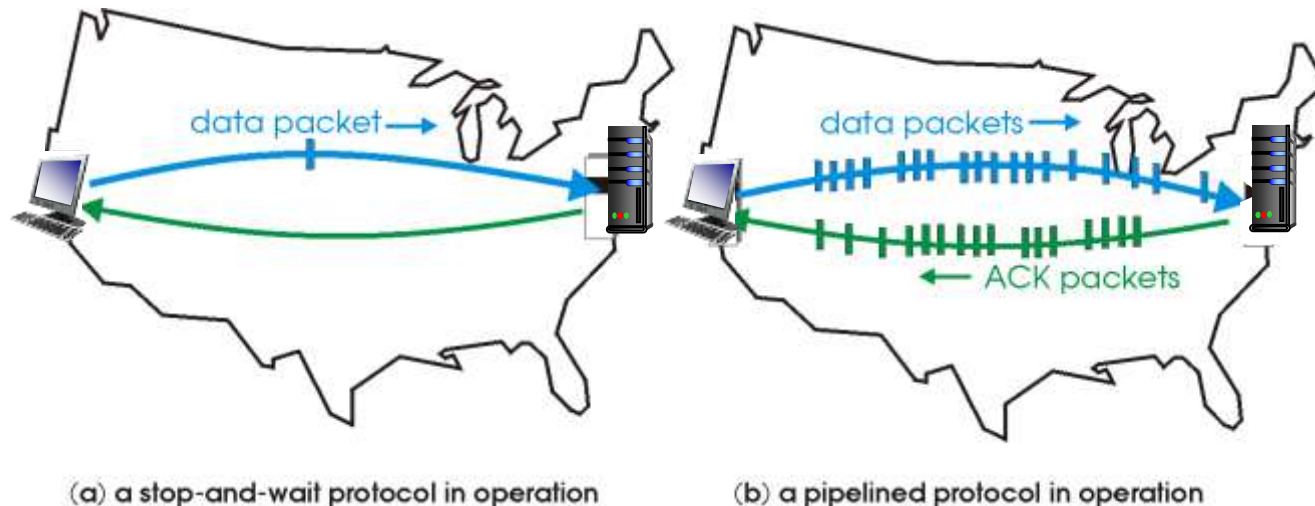 data packet
data packets
ACK packets
(a) a stop-and-wait protocol in operation
(b) a pipelined protocol in operation